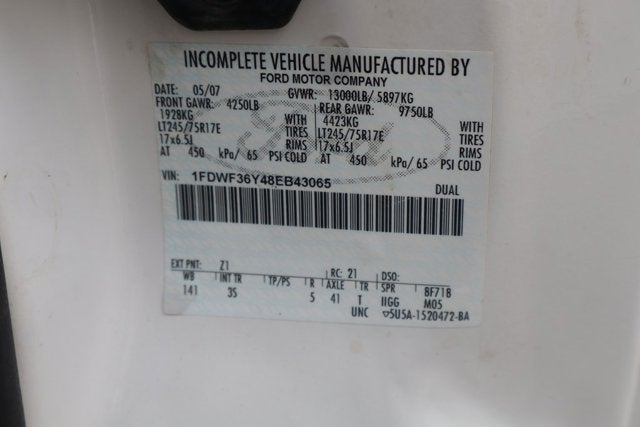 INCOMPLETE VEHICLE MANUFACTURED BY
FORD MOTOR COMPANY
DATE: 05/07 GVWR: 13000LB/ 5897KG
FRONT GAWR: 4250LB REAR GAWR: 9750LB
1928KG WITH 4423KG WITH
LT245/75R17E TIRES LT245/75R17E TIRES
17x6.5J RIMS 17x6.5J RIMS
AT 450 kPa/ 65 PSI COLD AT 450 kPa/ 65 PSI COLD
Ford
VIN: 1FDWF36Y48EB43065 DUAL
EXT PNT: Z1 RC: 21 DSO:
WB INT TR TP/PS R AXLE TR SPR BF71B
141 3S 5 41 T IIGG M05
UNC ▽5U5A-1520472-BA